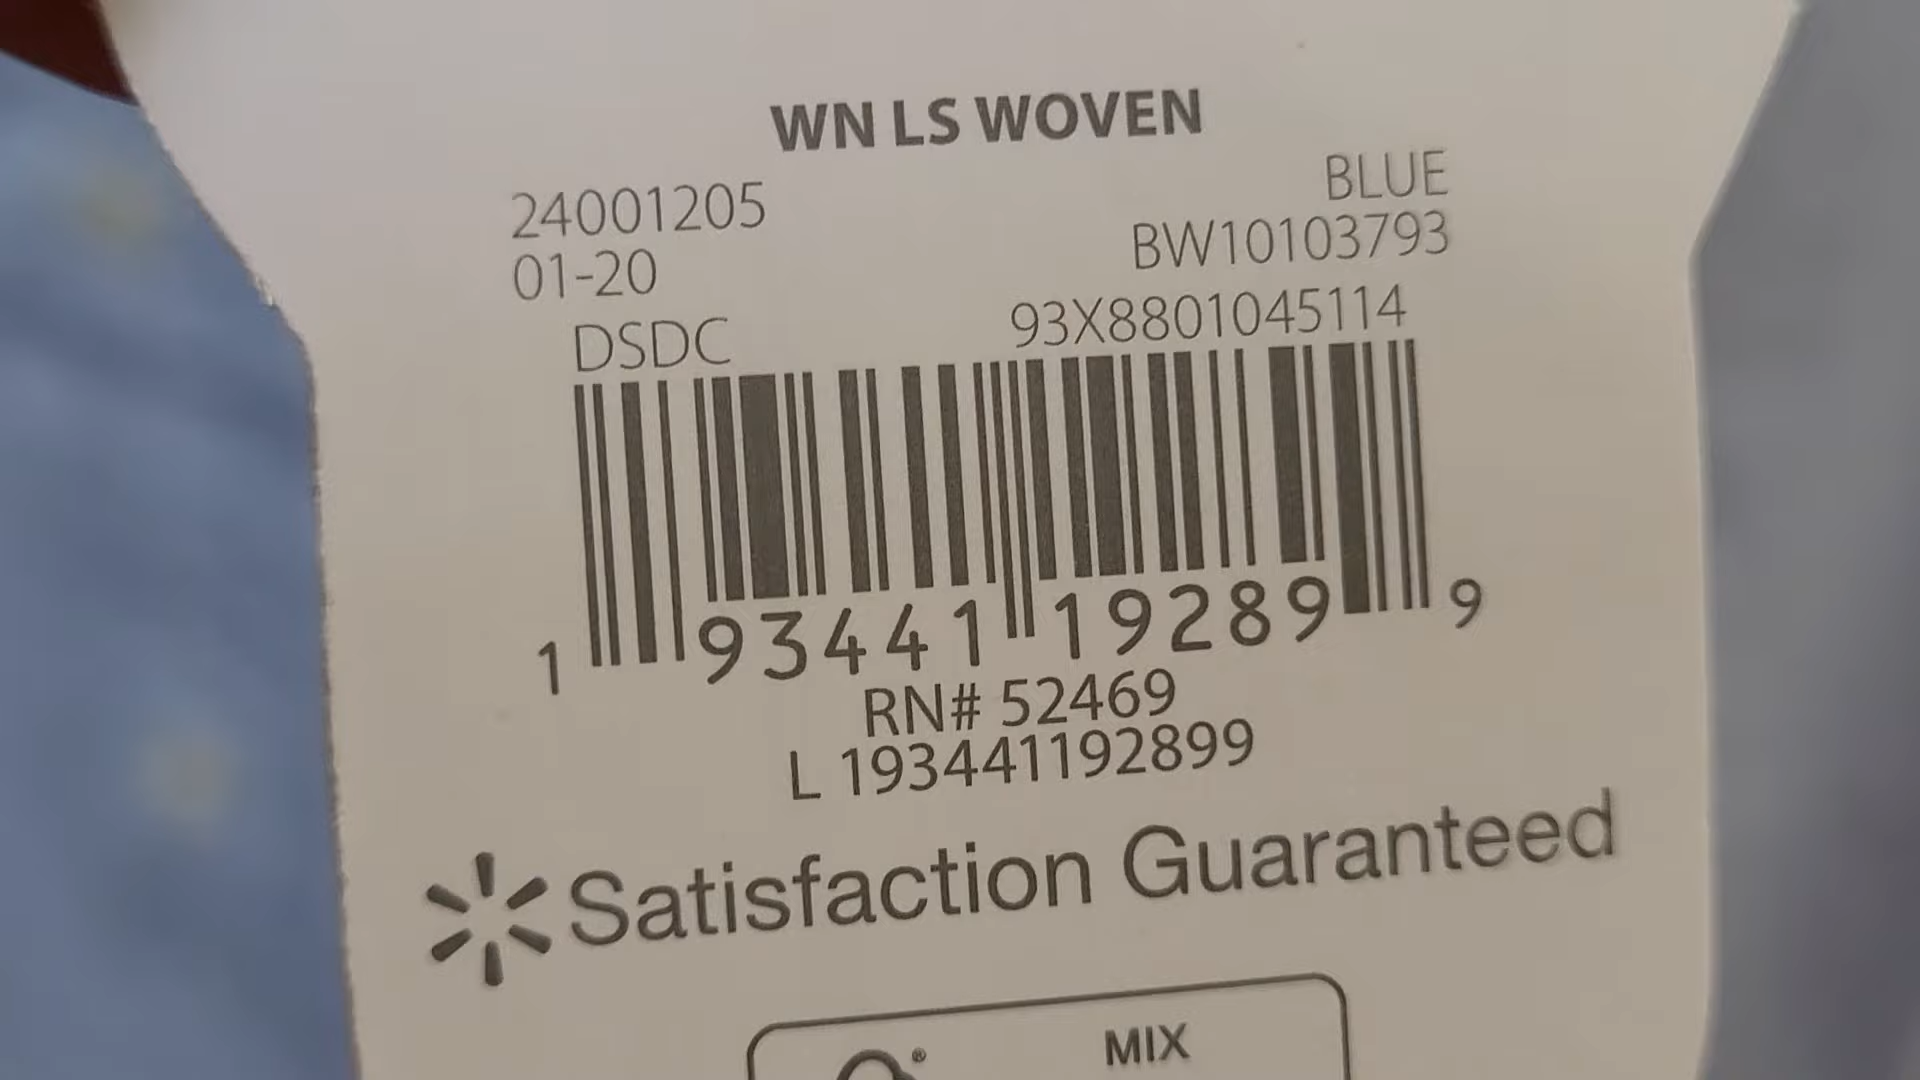 WN LS WOVEN
24001205 BLUE
01-20 BW10103793
DSDC 93X8801045114
1 93441 19289 9
RN# 52469
L 193441192899
Satisfaction Guaranteed
® MIX